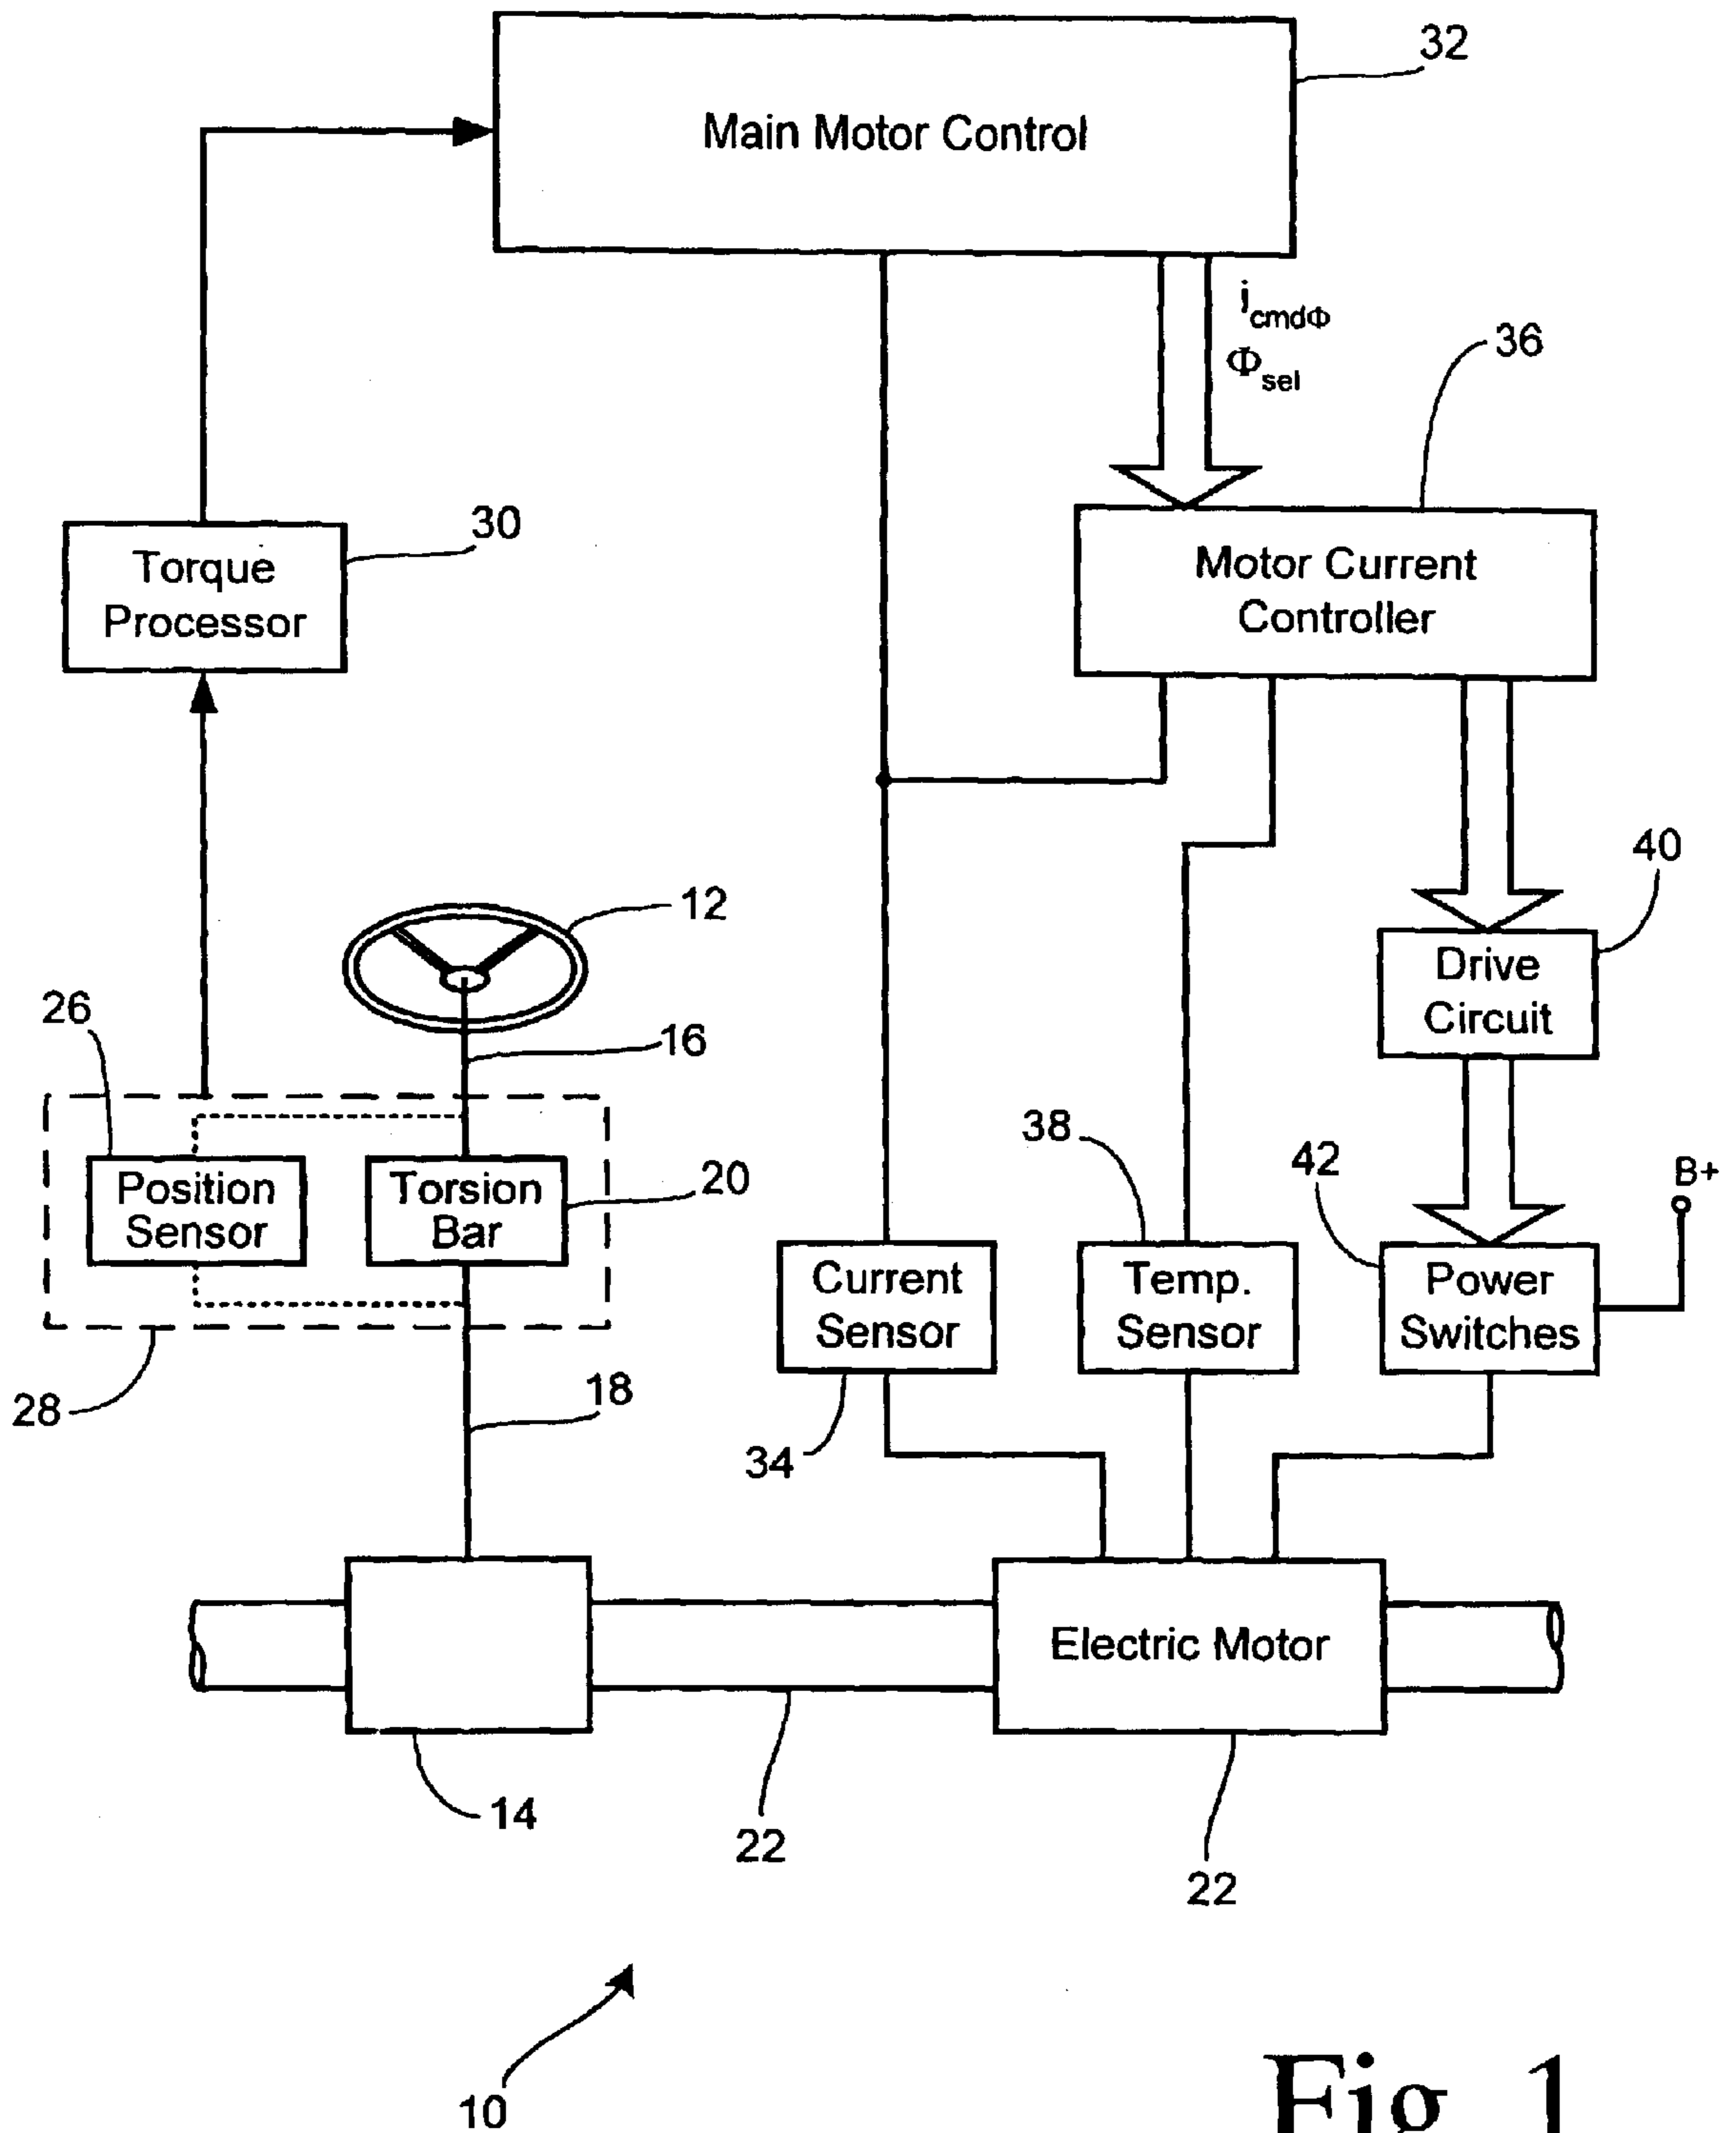 32
Main Motor Control
i cmdΦ
Φ sel
36
30
Torque
Processor
Motor Current
Controller
40
12
Drive
Circuit
26
16
38
42
B+
Position
Sensor
Torsion
Bar
20
Current
Sensor
Temp.
Sensor
Power
Switches
28
18
34
Electric Motor
14
22
22
10
Fig. 1